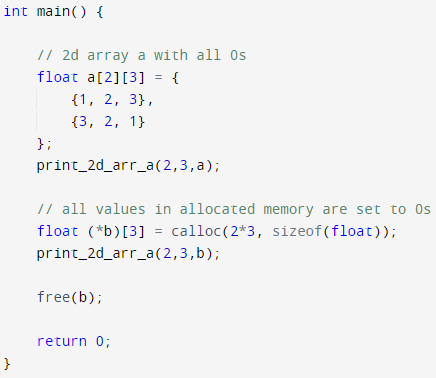 int main() {
    // 2d array a with all 0s
    float a[2][3] = {
        {1, 2, 3},
        {3, 2, 1}
    };
    print_2d_arr_a(2,3,a);
    // all values in allocated memory are set to 0s
    float (*b)[3] = calloc(2*3, sizeof(float));
    print_2d_arr_a(2,3,b);
    free(b);
    return 0;
}